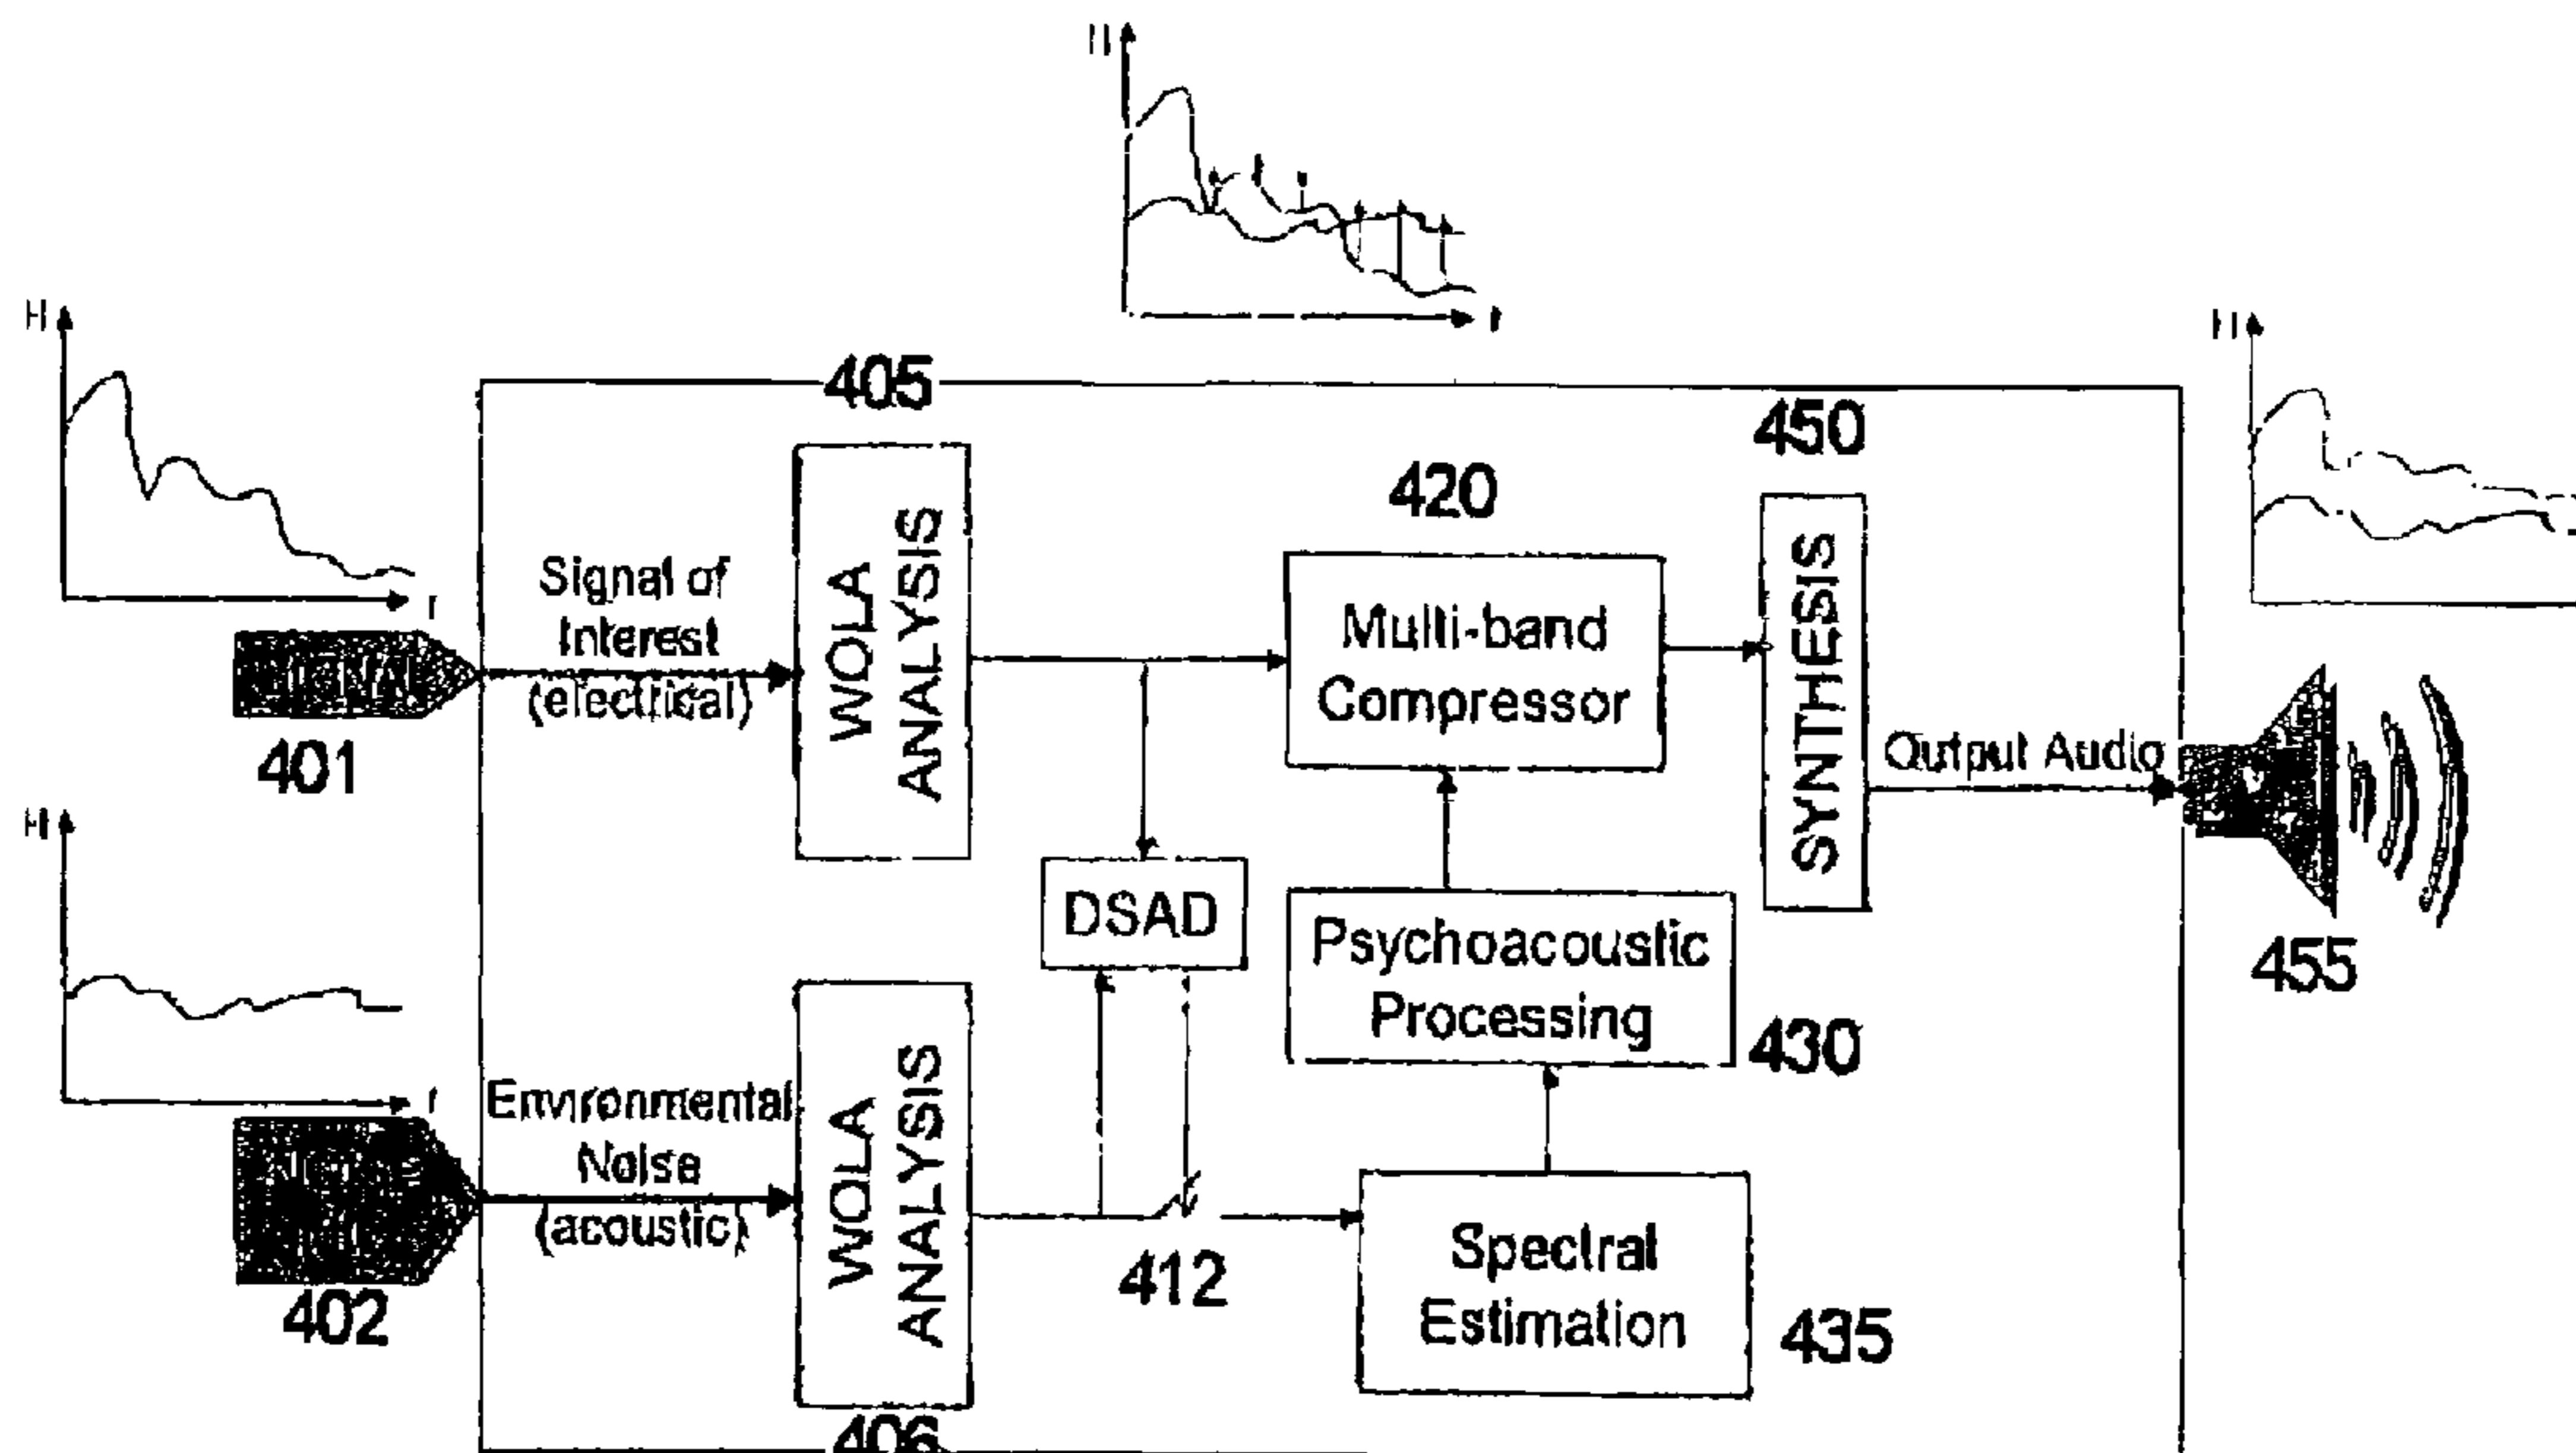 H
H
405
450
H
H
420
Signal of
Interest
(electrical)
WOLA
ANALYSIS
Multi-band
Compressor
SYNTHESIS
Output Audio
401
H
DSAD
Psychoacoustic
Processing
455
430
Environmental
Noise
(acoustic)
WOLA
ANALYSIS
412
Spectral
Estimation
402
435
406